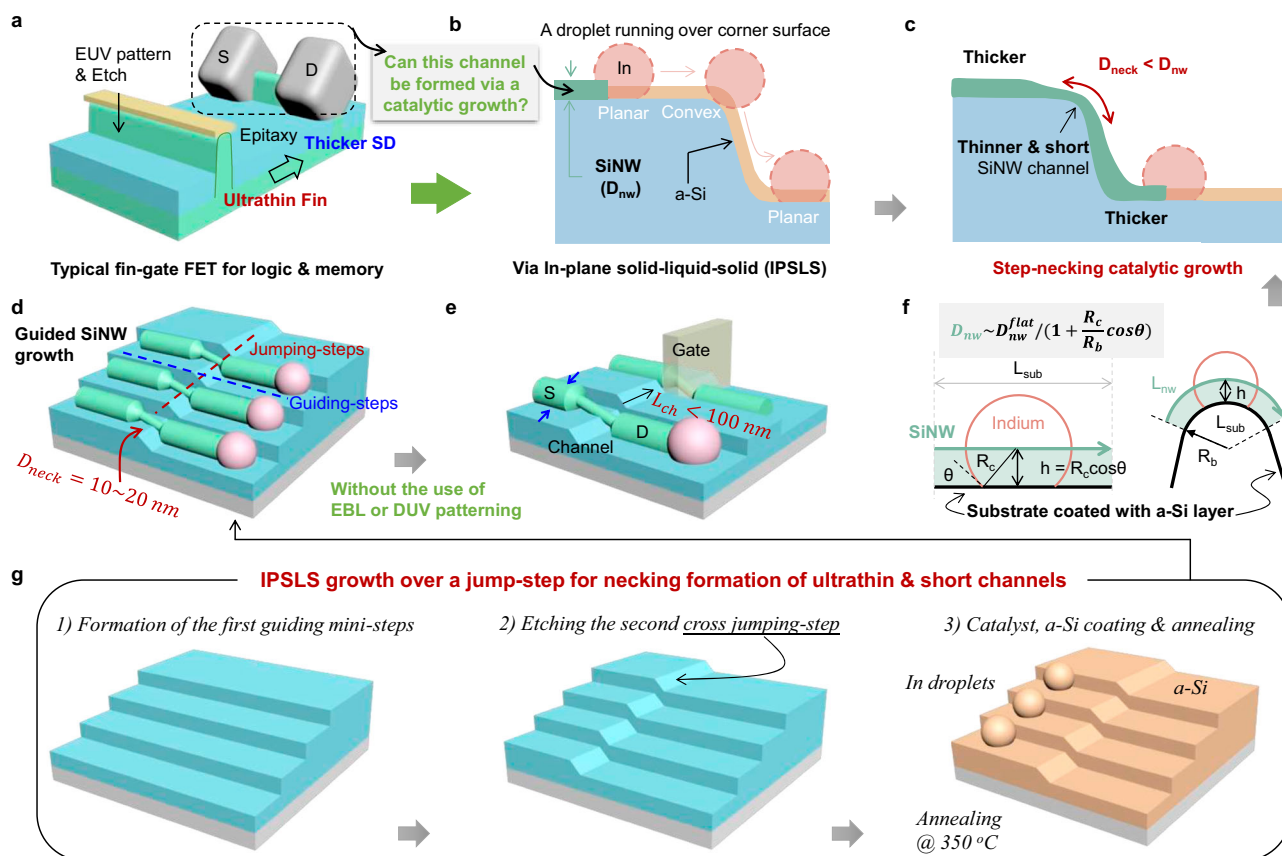 a
EUV pattern
& Etch
S
D
Epitaxy
Thicker SD
Ultrathin Fin
Typical fin-gate FET for logic & memory
Can this channel
be formed via a
catalytic growth?
b
A droplet running over corner surface
In
Planar
Convex
SiNW
(Dnw)
a-Si
Planar
Via In-plane solid-liquid-solid (IPSLS)
c
Thicker
Dneck < Dnw
Thinner & short
SiNW channel
Thicker
Step-necking catalytic growth
d
Guided SiNW
growth
Jumping-steps
Guiding-steps
Dneck = 10~20 nm
Without the use of
EBL or DUV patterning
e
Gate
S
Lch < 100 nm
D
Channel
f
Dnw~Dnw^flat/(1 + Rc/Rb cosθ)
Lsub
Indium
SiNW
Rc
θ
h = Rccosθ
Lnw
h
Lsub
Rb
Substrate coated with a-Si layer
g
IPSLS growth over a jump-step for necking formation of ultrathin & short channels
1) Formation of the first guiding mini-steps
2) Etching the second cross jumping-step
3) Catalyst, a-Si coating & annealing
In droplets
a-Si
Annealing
@ 350 °C